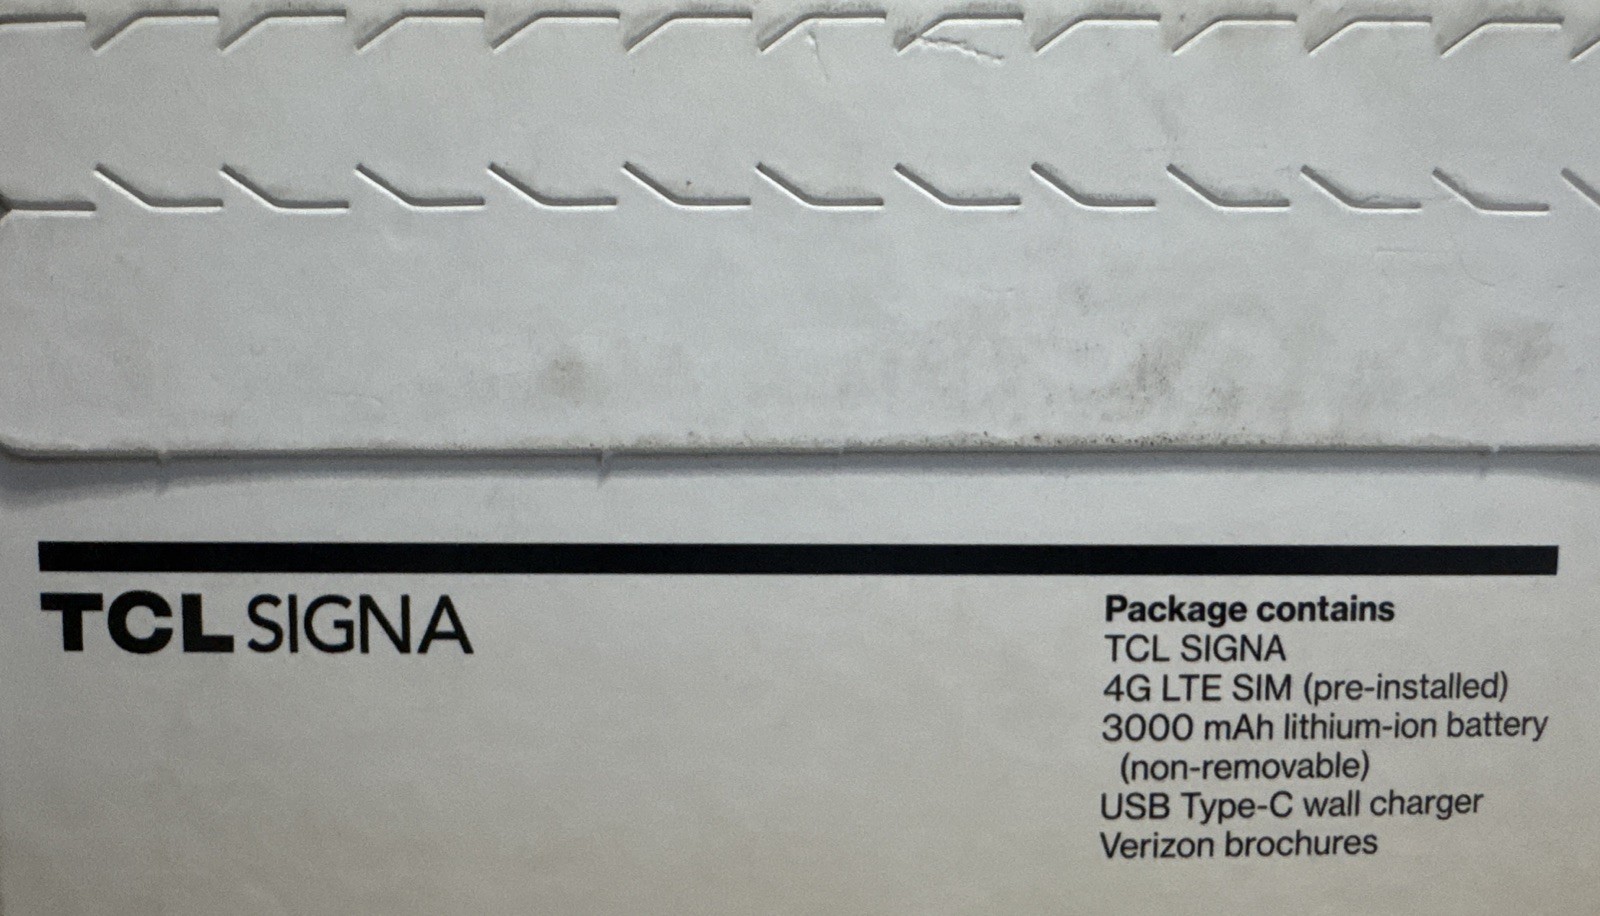 TCL SIGNA
Package contains
TCL SIGNA
4G LTE SIM (pre-installed)
3000 mAh lithium-ion battery
(non-removable)
USB Type-C wall charger
Verizon brochures